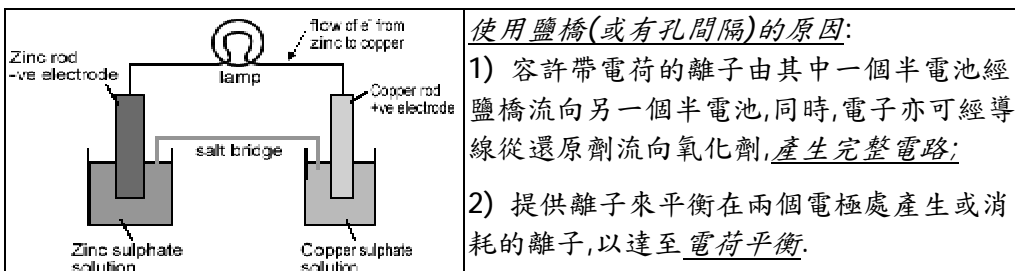 flow of e⁻ from
zinc to copper
Zinc rod
-ve electrode
lamp
Copper rod
+ve electrode
salt bridge
Zinc sulphate
solution
Copper sulphate
solution
使用鹽橋(或有孔間隔)的原因:
1) 容許帶電荷的離子由其中一個半電池經
鹽橋流向另一個半電池,同時,電子亦可經導
線從還原劑流向氧化劑,產生完整電路;
2) 提供離子來平衡在兩個電極處產生或消
耗的離子,以達至電荷平衡.